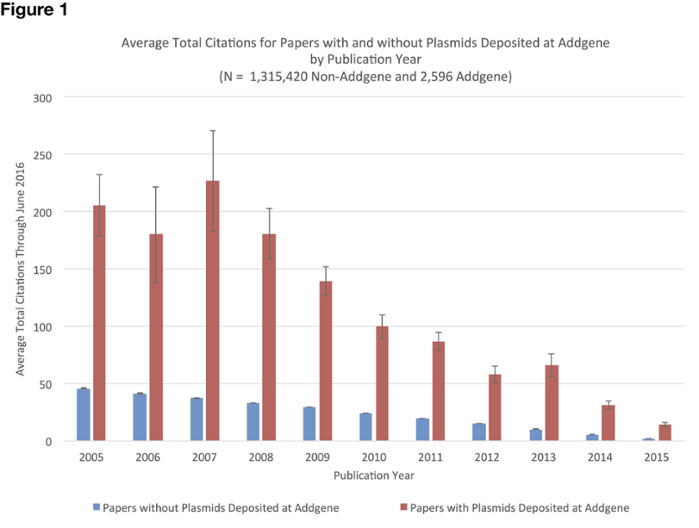 Figure 1
Average Total Citations for Papers with and without Plasmids Deposited at Addgene
by Publication Year
(N = 1,315,420 Non-Addgene and 2,596 Addgene)
Average Total Citations Through June 2016
300
250
200
150
100
50
0
2005 2006 2007 2008 2009 2010 2011 2012 2013 2014 2015
Publication Year
Papers without Plasmids Deposited at Addgene Papers with Plasmids Deposited at Addgene